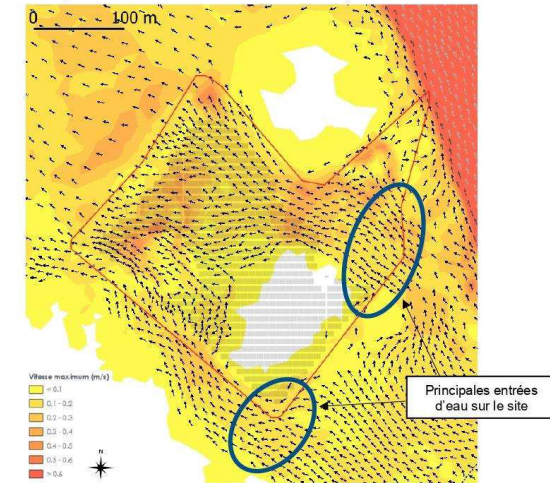 0 100 m
Principales entrées
d'eau sur le site
Vitesse maximum (m/s)
< 0.1
0.1 - 0.2
0.2 - 0.3
0.3 - 0.4
0.4 - 0.5
0.5 - 0.6
> 0.6
N